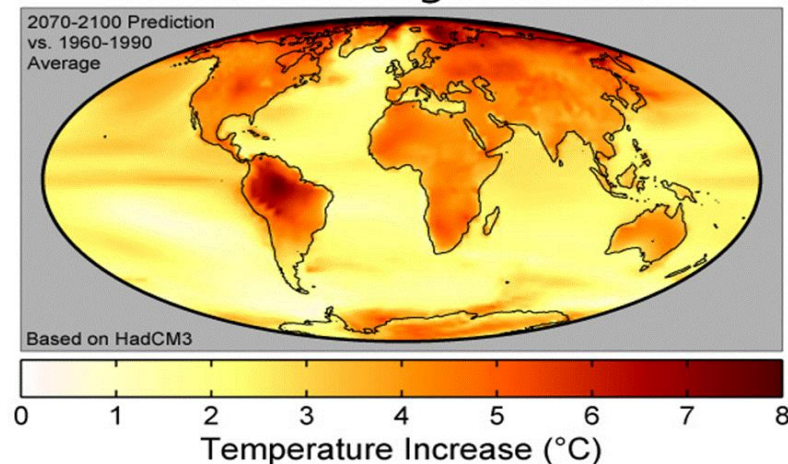 2070-2100 Prediction
vs. 1960-1990
Average
Based on HadCM3
0 1 2 3 4 5 6 7 8
Temperature Increase (°C)